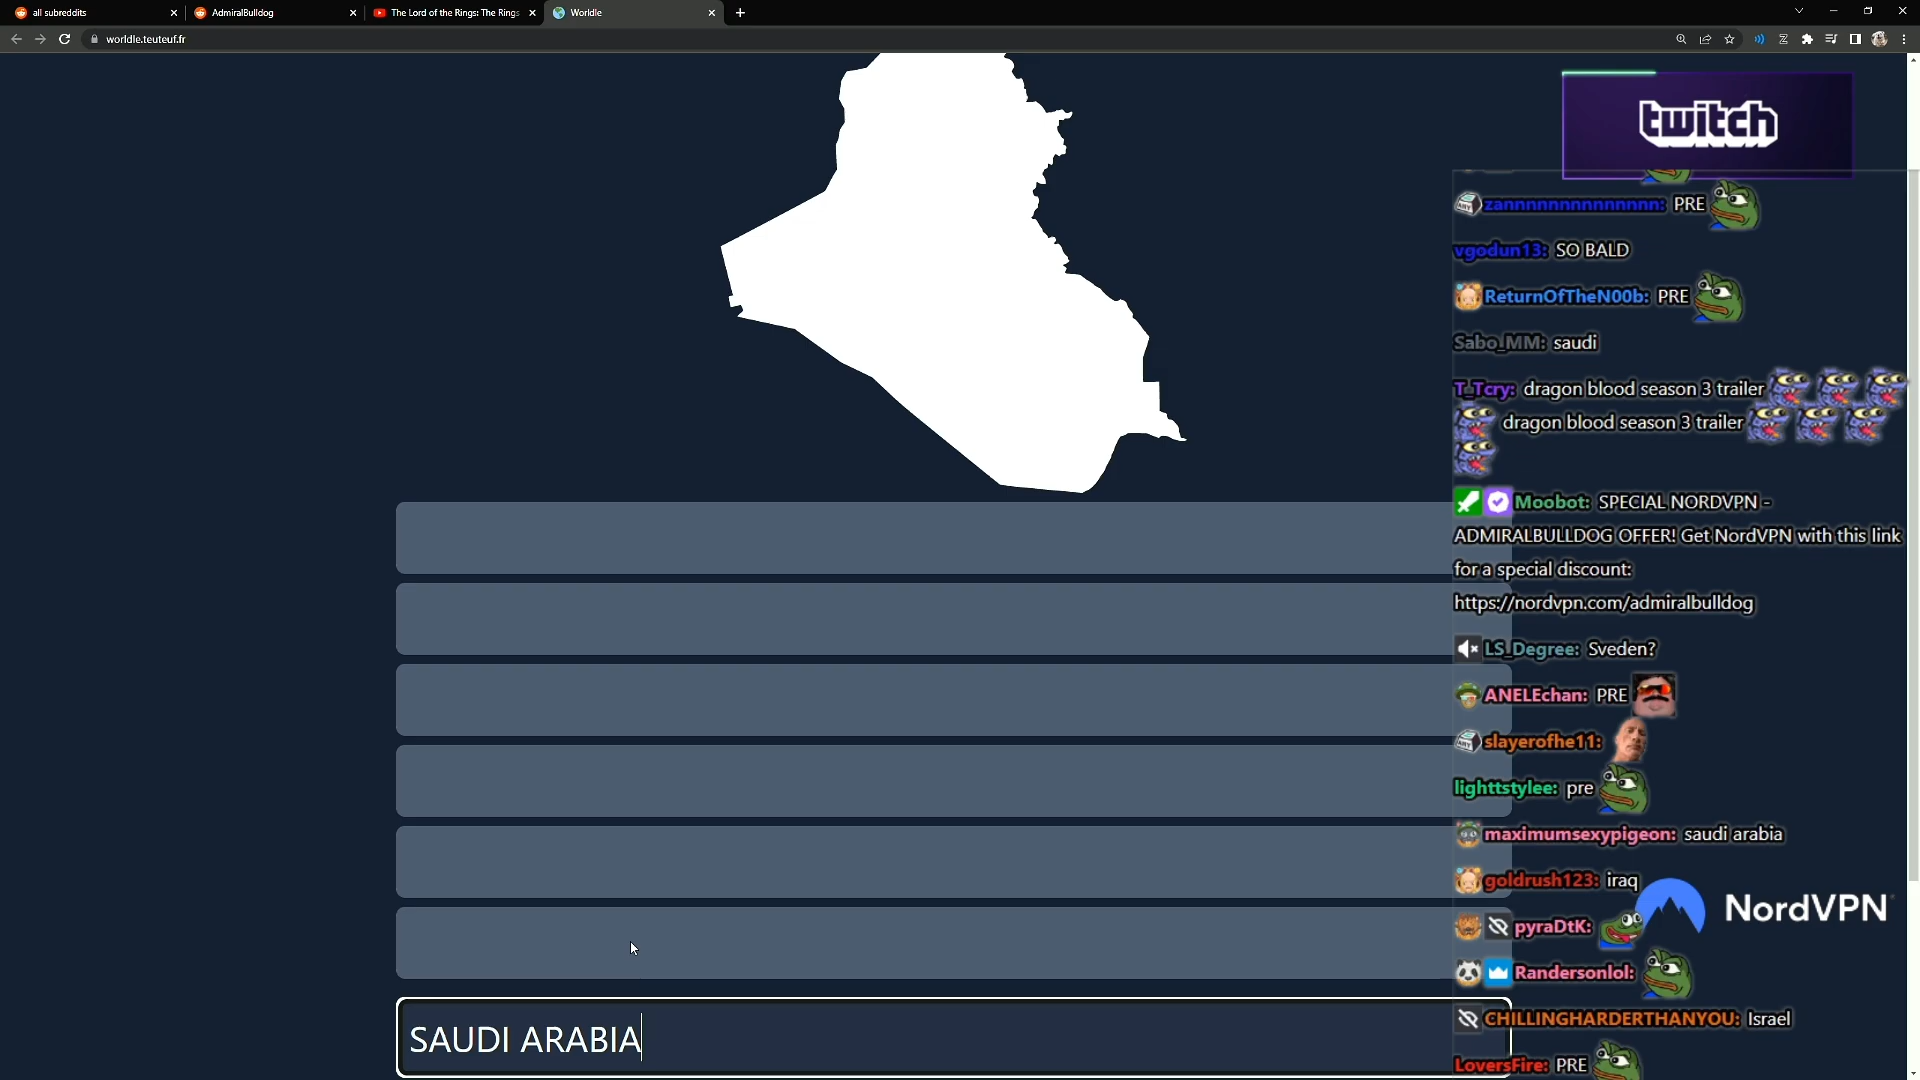 all subreddits
AdmiralBulldog
The Lord of the Rings: The Rings
Worldle
worldle.teuteuf.fr
twitch
zannnnnnnnnnnnnnn: PRE
vgodun13: SO BALD
ReturnOfTheN00b: PRE
Sabo_MM: saudi
T_Tcry: dragon blood season 3 trailer
dragon blood season 3 trailer
Moobot: SPECIAL NORDVPN -
ADMIRALBULLDOG OFFER! Get NordVPN with this link
for a special discount:
https://nordvpn.com/admiralbulldog
LS_Degree: Sveden?
ANELEchan: PRE
slayerofhe11:
lighttstylee: pre
maximumsexypigeon: saudi arabia
goldrush123: iraq
NordVPN
pyraDtK:
Randersonlol:
CHILLINGHARDERTHANYOU: Israel
LoversFire: PRE
SAUDI ARABIA